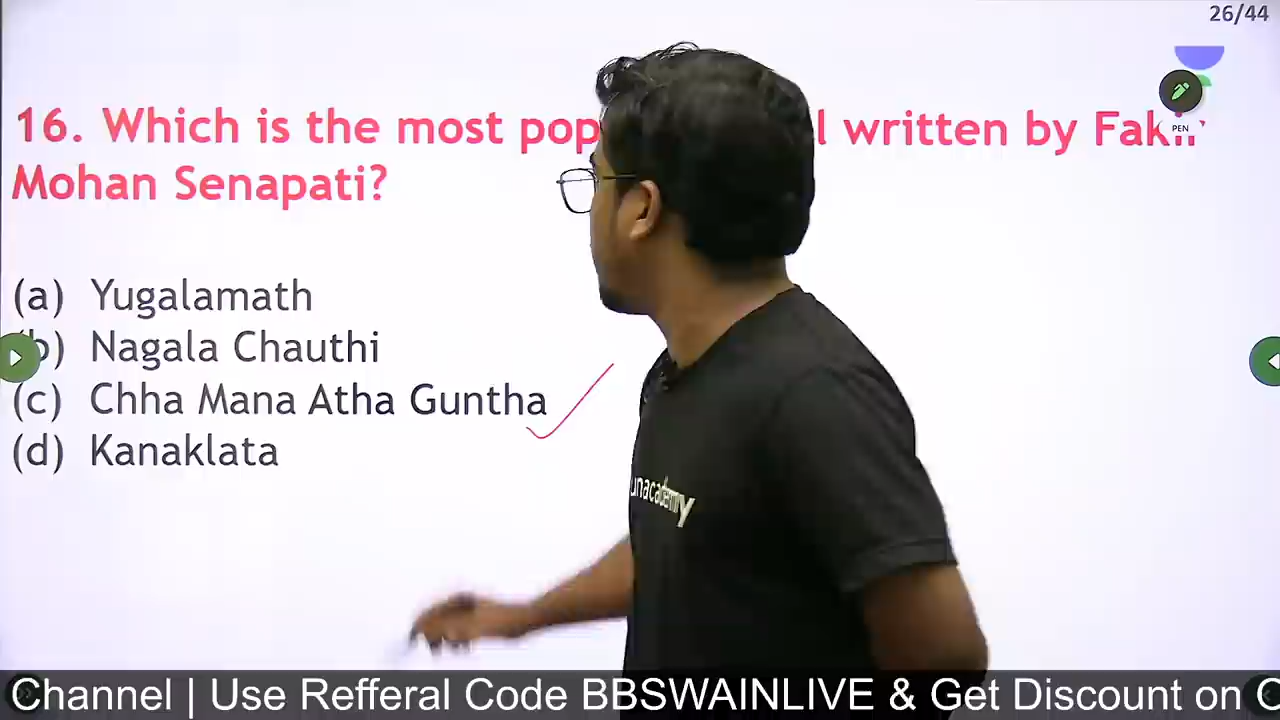 26/44
PEN
16. Which is the most pop l written by Fakir
Mohan Senapati?
(a) Yugalamath
b) Nagala Chauthi
(c) Chha Mana Atha Guntha
(d) Kanaklata
unacademy
Channel | Use Refferal Code BBSWAINLIVE & Get Discount on C